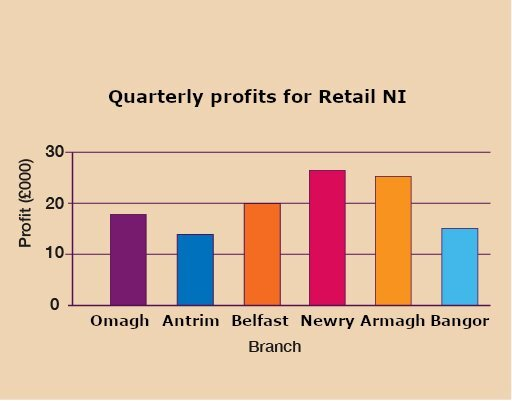 Quarterly profits for Retail NI
Profit (£000)
30
20
10
0
Omagh Antrim Belfast Newry Armagh Bangor
Branch